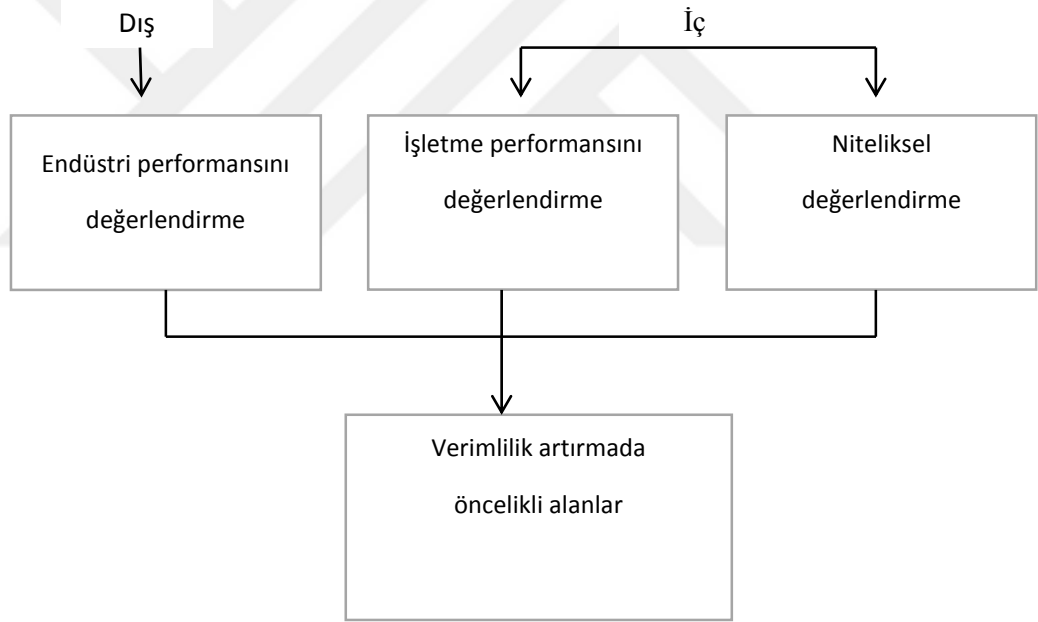 Dış
İç
Endüstri performansını
değerlendirme
İşletme performansını
değerlendirme
Niteliksel
değerlendirme
Verimlilik artırmada
öncelikli alanlar